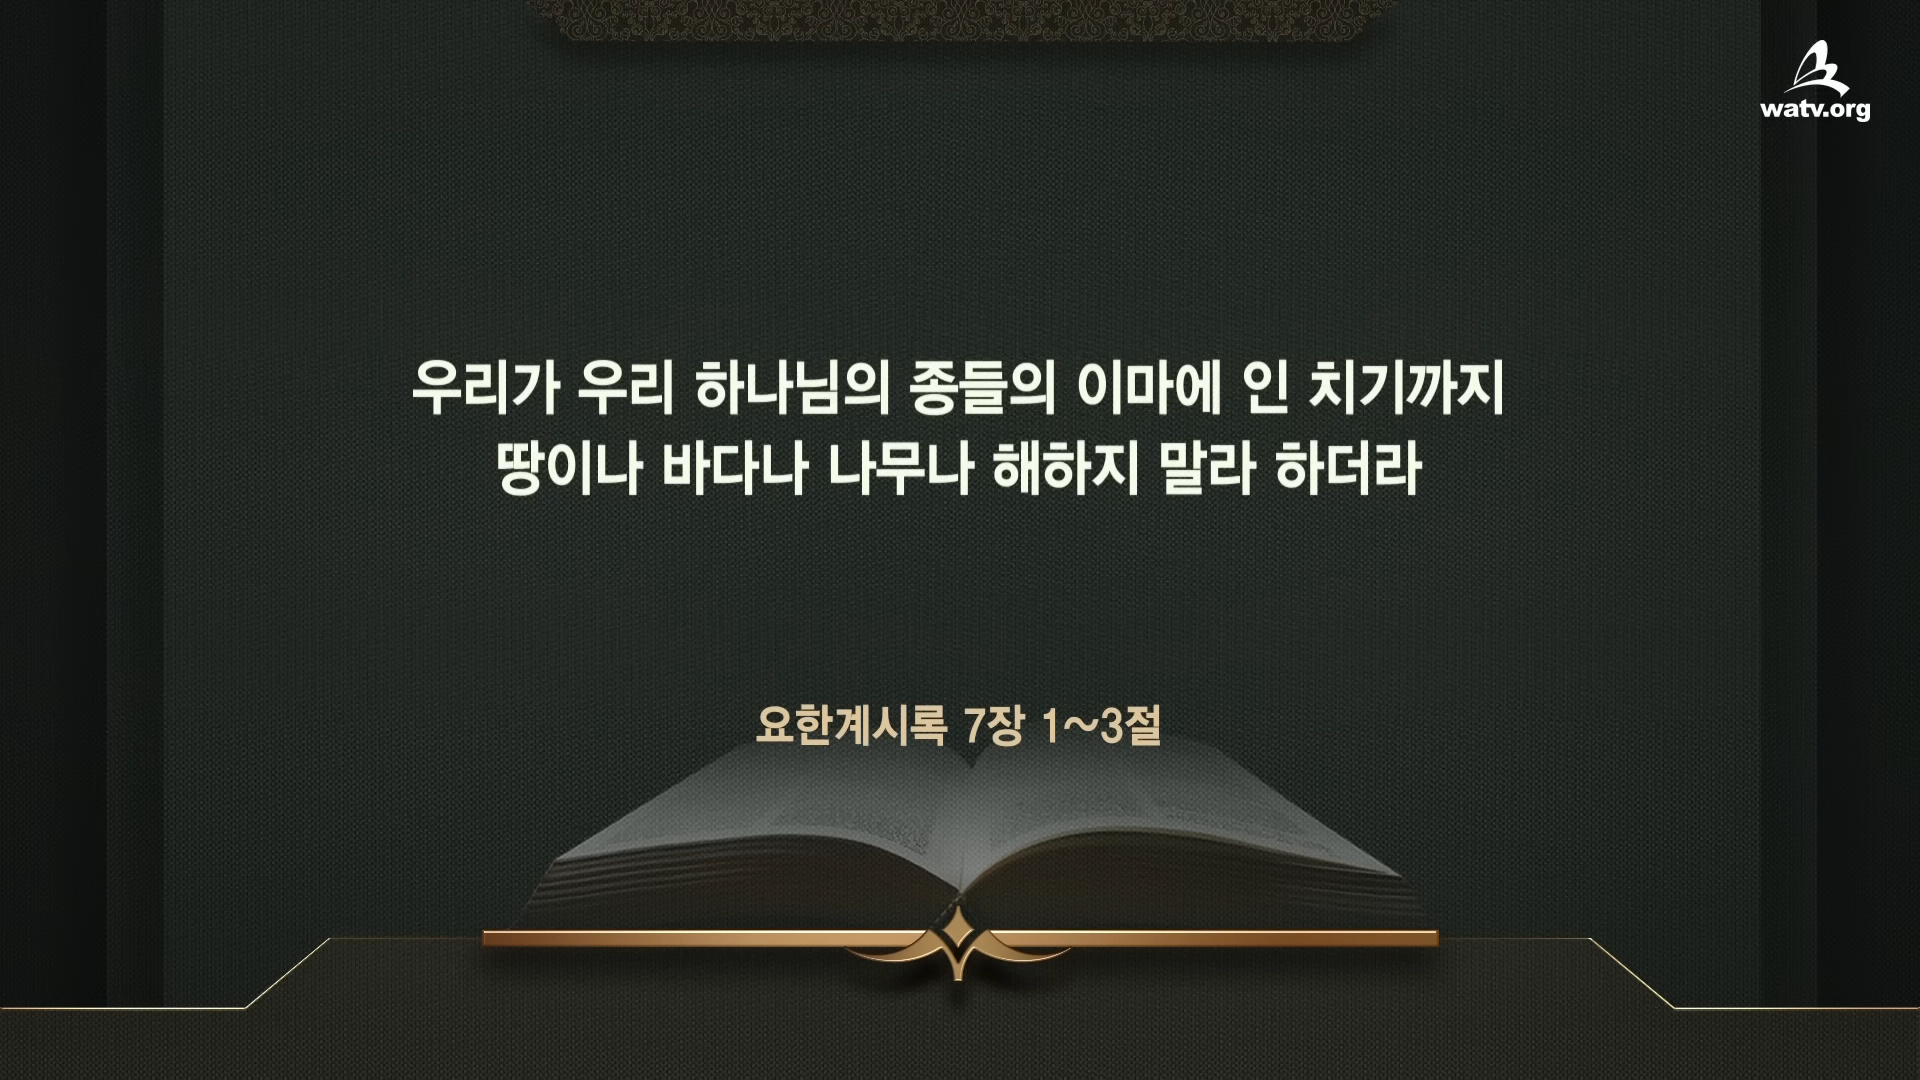 watv.org
우리가 우리 하나님의 종들의 이마에 인 치기까지
땅이나 바다나 나무나 해하지 말라 하더라
요한계시록 7장 1~3절